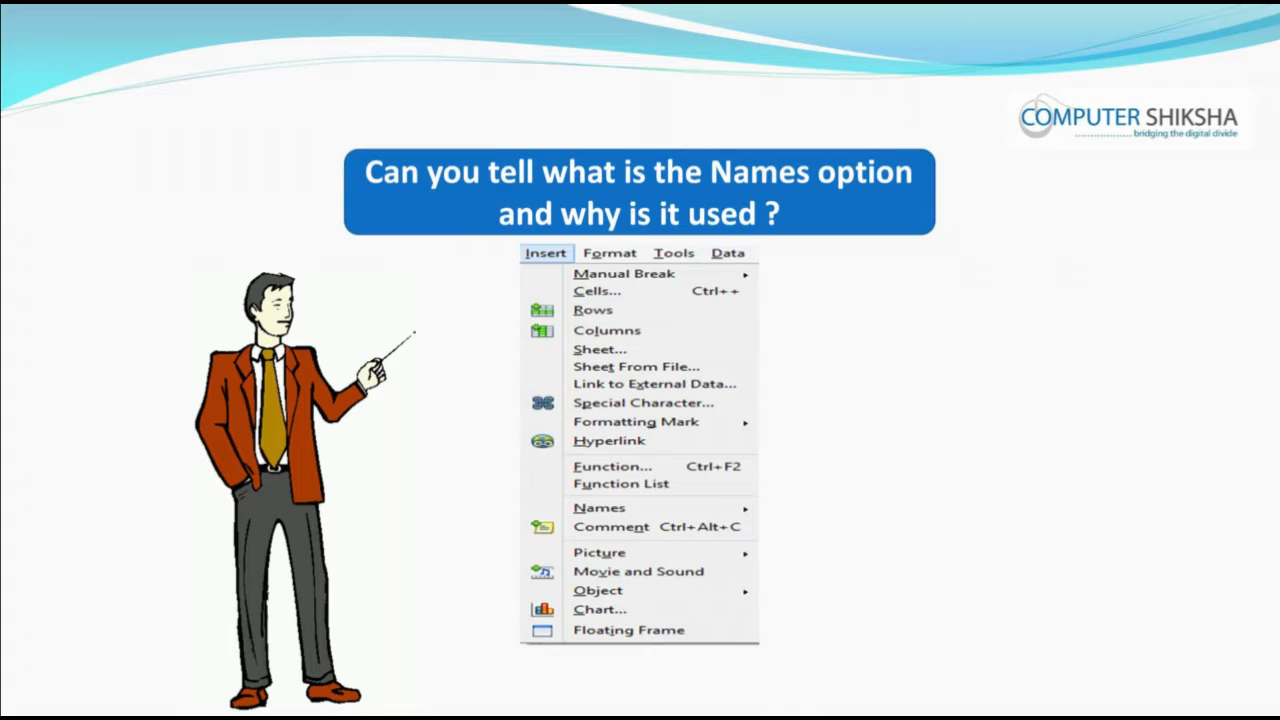 COMPUTER SHIKSHA
.................. bridging the digital divide
Can you tell what is the Names option
and why is it used ?
Insert Format Tools Data
Manual Break
Cells... Ctrl++
Rows
Columns
Sheet...
Sheet From File...
Link to External Data...
Special Character...
Formatting Mark
Hyperlink
Function... Ctrl+F2
Function List
Names
Comment Ctrl+Alt+C
Picture
Movie and Sound
Object
Chart...
Floating Frame